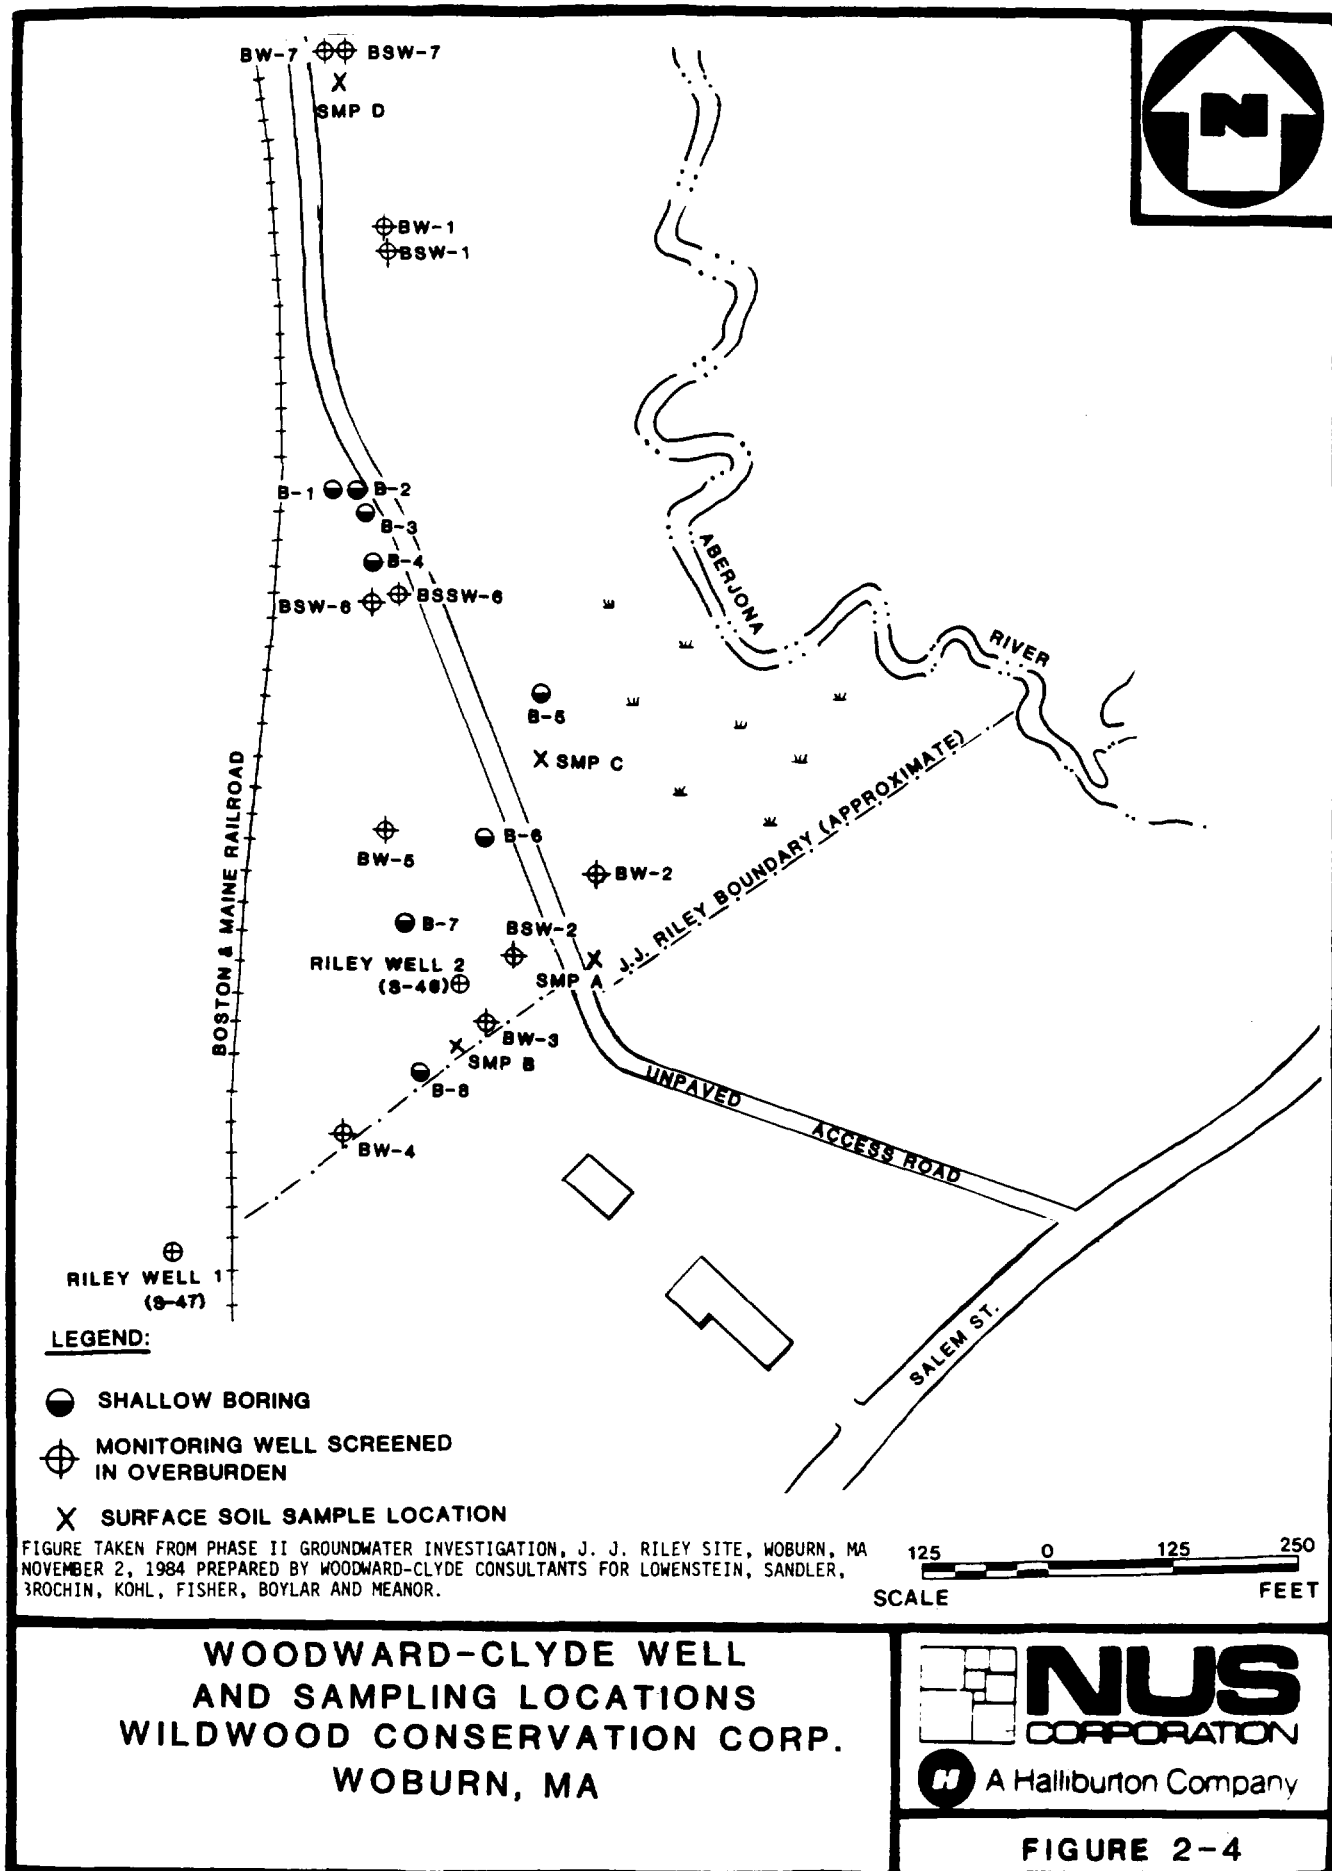 BW-7
BSW-7
SMP D
N
BW-1
BSW-1
B-1
B-2
B-3
B-4
BSW-6
BSSW-6
ABERJONA
RIVER
B-5
SMP C
BOSTON & MAINE RAILROAD
BW-5
B-6
BW-2
J.J. RILEY BOUNDARY (APPROXIMATE)
B-7
BSW-2
RILEY WELL 2
(S-46)
SMP A
BW-3
SMP B
B-8
UNPAVED
ACCESS ROAD
BW-4
RILEY WELL 1
(S-47)
SALEM ST.
LEGEND:
SHALLOW BORING
MONITORING WELL SCREENED
IN OVERBURDEN
X SURFACE SOIL SAMPLE LOCATION
FIGURE TAKEN FROM PHASE II GROUNDWATER INVESTIGATION, J. J. RILEY SITE, WOBURN, MA
NOVEMBER 2, 1984 PREPARED BY WOODWARD-CLYDE CONSULTANTS FOR LOWENSTEIN, SANDLER,
BROCHIN, KOHL, FISHER, BOYLAR AND MEANOR.
125 0 125 250
SCALE FEET
WOODWARD-CLYDE WELL
AND SAMPLING LOCATIONS
WILDWOOD CONSERVATION CORP.
WOBURN, MA
NUS
CORPORATION
H A Halliburton Company
FIGURE 2-4